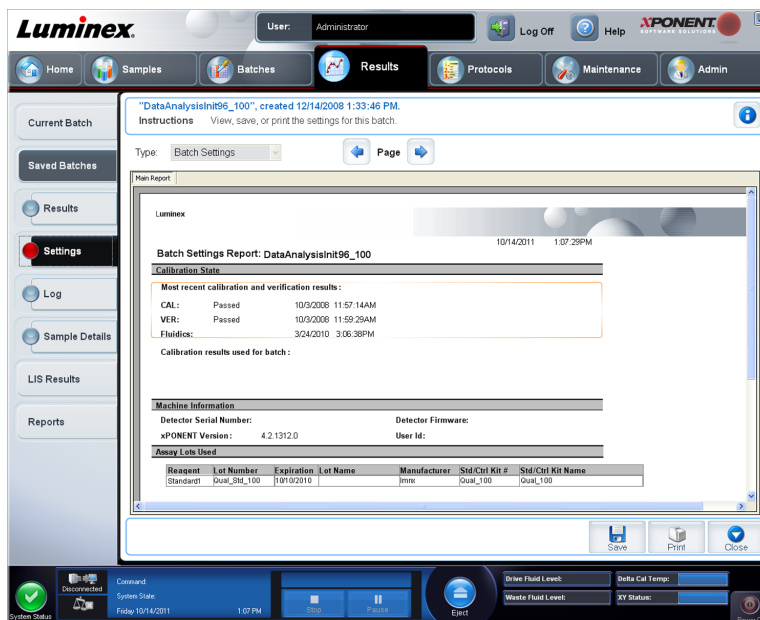 Luminex.
User: Administrator
Log Off
Help
XPONENT.
SOFTWARE SOLUTIONS
Home
Samples
Batches
Results
Protocols
Maintenance
Admin
Current Batch
Saved Batches
Results
Settings
Log
Sample Details
LIS Results
Reports
"DataAnalysisInit96_100", created 12/14/2008 1:33:46 PM.
Instructions View, save, or print the settings for this batch.
Type: Batch Settings
Page
Main Report
Luminex
10/14/2011 1:07:29PM
Batch Settings Report: DataAnalysisInit96_100
Calibration State
Most recent calibration and verification results :
CAL: Passed 10/3/2008 11:57:14AM
VER: Passed 10/3/2008 11:59:29AM
Fluidics: 3/24/2010 3:06:38PM
Calibration results used for batch :
Machine Information
Detector Serial Number: Detector Firmware:
xPONENT Version : 4.2.1312.0 User Id:
Assay Lots Used
Reagent Lot Number Expiration Lot Name Manufacturer Std/Ctrl Kit # Std/Ctrl Kit Name
Standard1 Qual_Std_100 10/10/2010 lmnx Qual_100 Qual_100
Save
Print
Close
System Status
Disconnected
Command:
System State:
Friday 10/14/2011 1:07 PM
Stop
Pause
Eject
Drive Fluid Level:
Waste Fluid Level:
Delta Cal Temp:
XY Status: